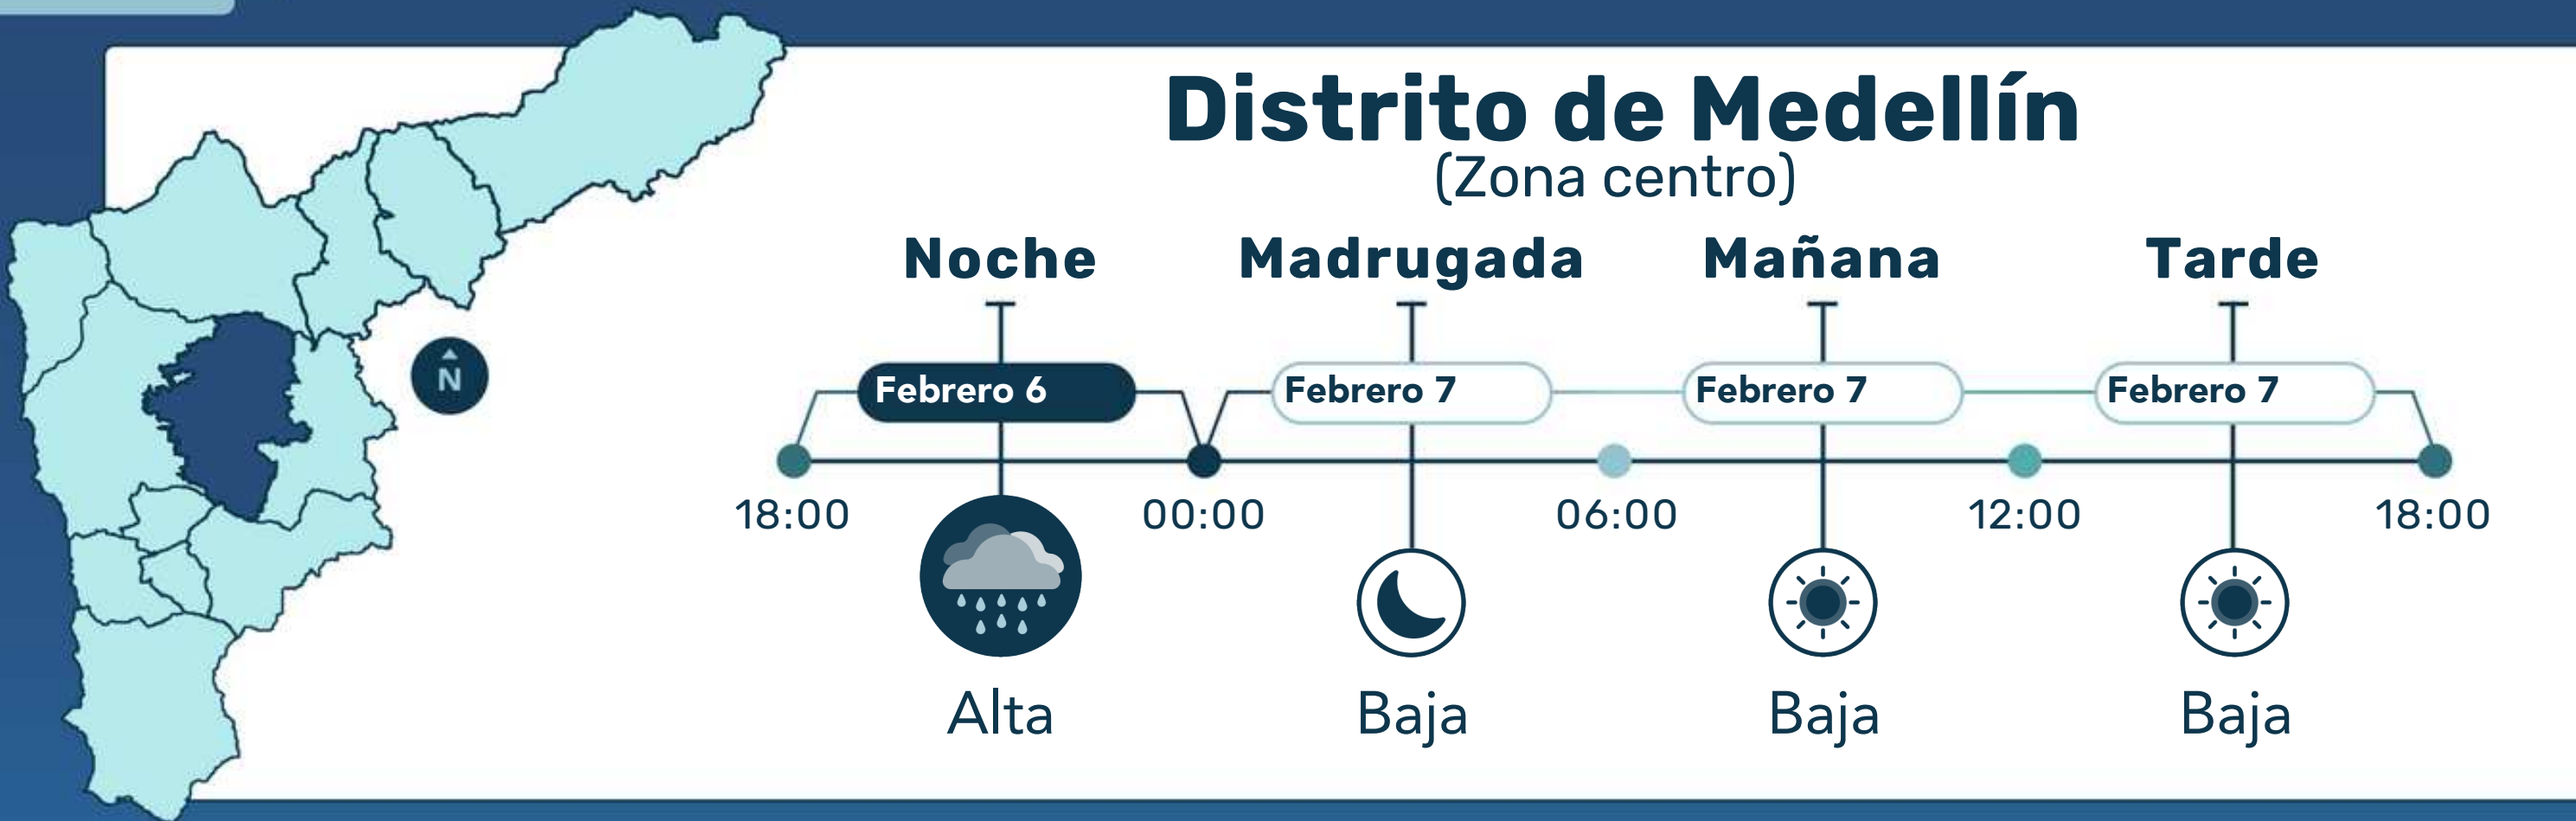 Distrito de Medellín
(Zona centro)
Noche Madrugada Mañana Tarde
Febrero 6 Febrero 7 Febrero 7 Febrero 7
N
18:00 00:00 06:00 12:00 18:00
Alta Baja Baja Baja